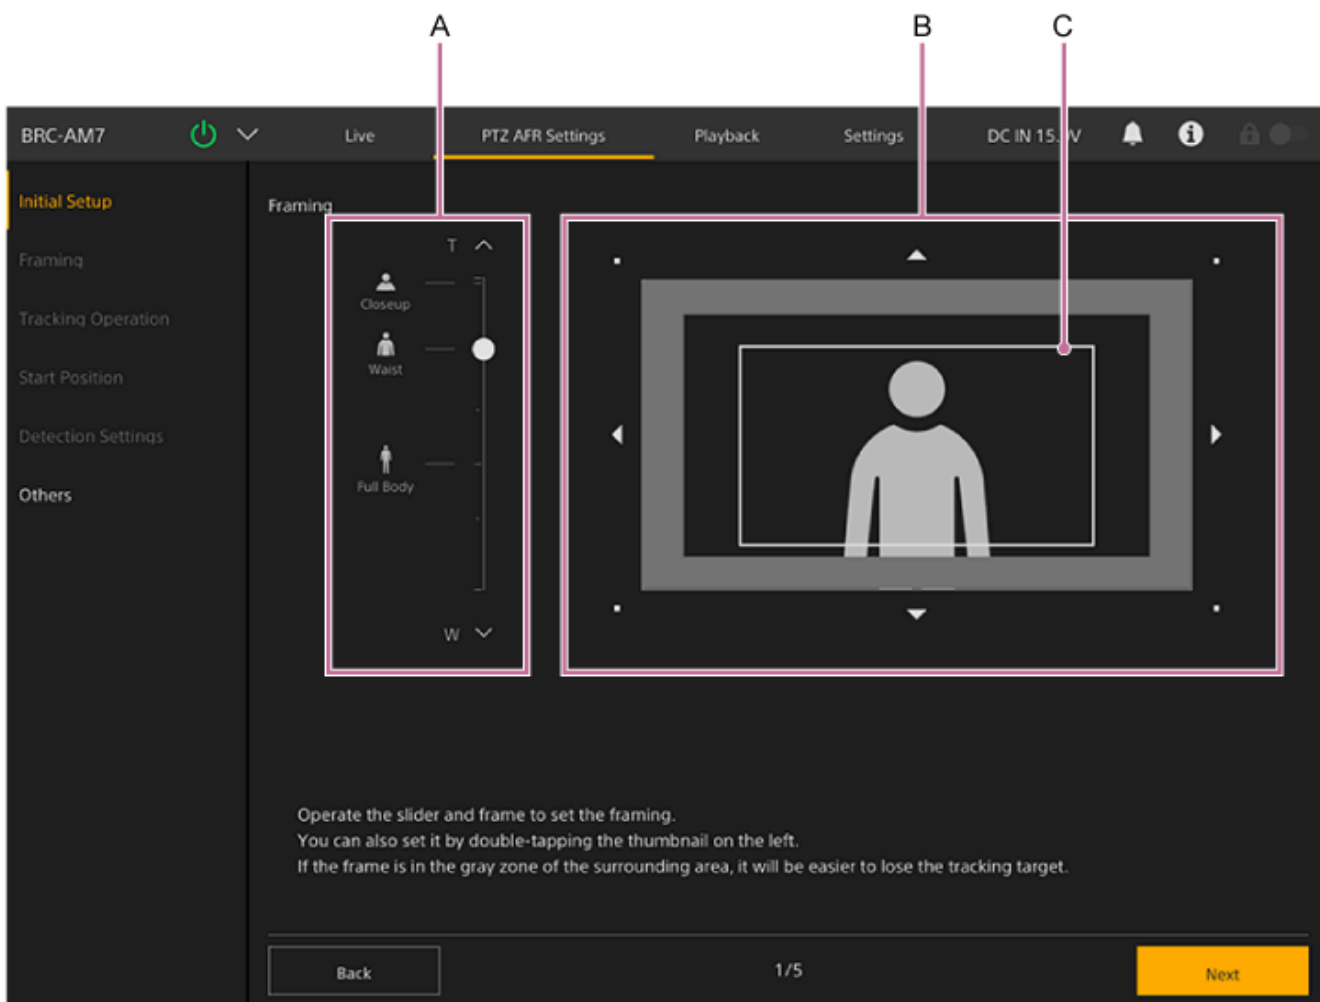 A B C
BRC-AM7 Live PTZ AFR Settings Playback Settings DC IN 15. V
Initial Setup
Framing
Tracking Operation
Start Position
Detection Settings
Others
Framing
T
Closeup
Waist
Full Body
W
Operate the slider and frame to set the framing.
You can also set it by double-tapping the thumbnail on the left.
If the frame is in the gray zone of the surrounding area, it will be easier to lose the tracking target.
Back 1/5 Next